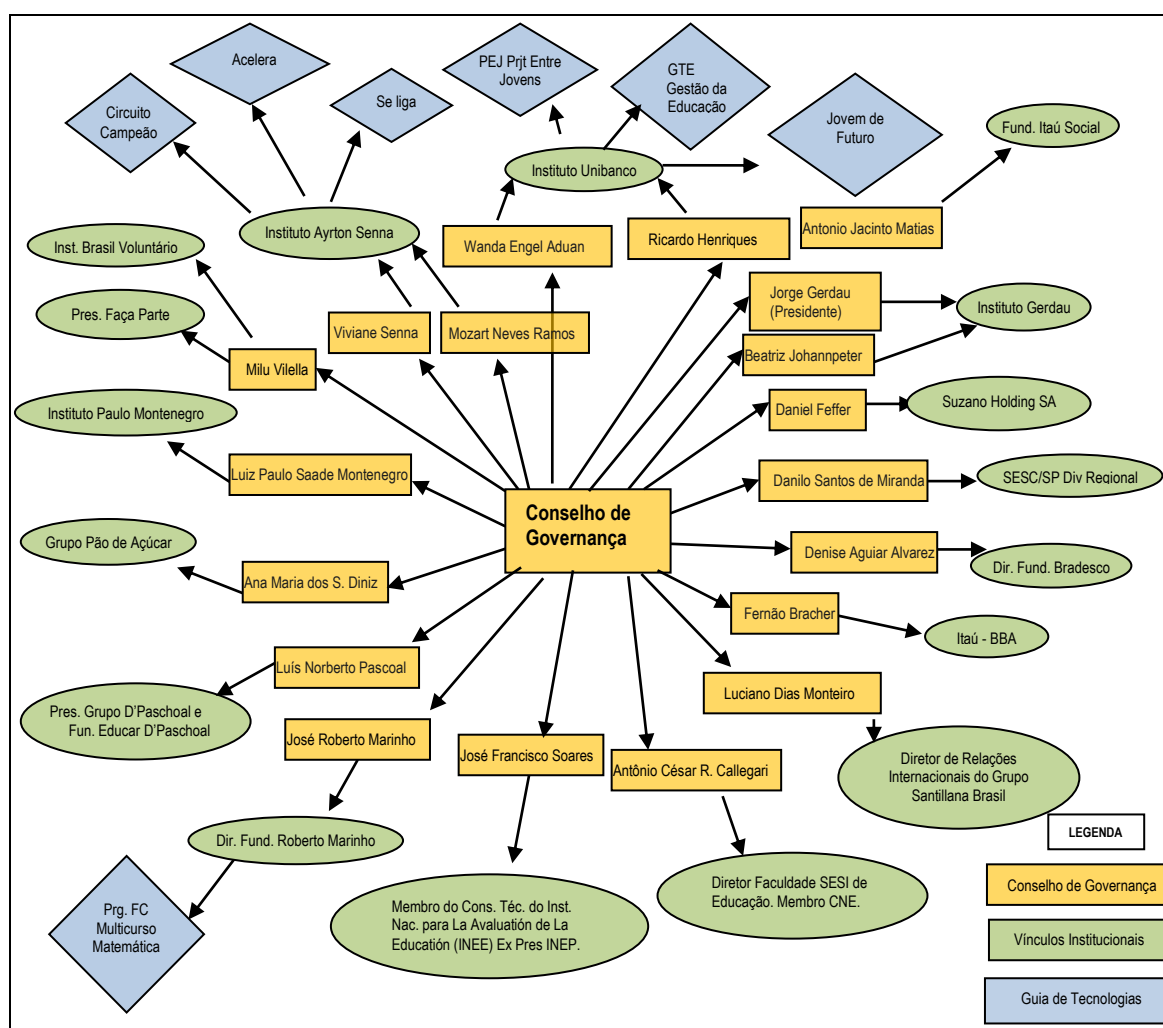 Acelera
PEJ Prjt Entre
Jovens
GTE
Gestão da
Educação
Circuito
Campeão
Se liga
Jovem de
Futuro
Fund. Itaú Social
Instituto Unibanco
Inst. Brasil Voluntário
Instituto Ayrton Senna
Wanda Engel Aduan
Ricardo Henriques
Antonio Jacinto Matias
Pres. Faça Parte
Viviane Senna
Mozart Neves Ramos
Jorge Gerdau
(Presidente)
Instituto Gerdau
Milu Vilella
Beatriz Johannpeter
Instituto Paulo Montenegro
Daniel Feffer
Suzano Holding SA
Luiz Paulo Saade Montenegro
Danilo Santos de Miranda
SESC/SP Div Regional
Conselho de
Governança
Grupo Pão de Açúcar
Denise Aguiar Alvarez
Dir. Fund. Bradesco
Ana Maria dos S. Diniz
Fernão Bracher
Itaú - BBA
Luís Norberto Pascoal
Luciano Dias Monteiro
Pres. Grupo D'Paschoal e
Fun. Educar D'Paschoal
José Roberto Marinho
José Francisco Soares
Antônio César R. Callegari
Diretor de Relações
Internacionais do Grupo
Santillana Brasil
Dir. Fund. Roberto Marinho
LEGENDA
Prg. FC
Multicurso
Matemática
Membro do Cons. Téc. do Inst.
Nac. para La Avaluatión de La
Educatión (INEE) Ex Pres INEP.
Diretor Faculdade SESI de
Educação. Membro CNE.
Conselho de Governança
Vínculos Institucionais
Guia de Tecnologias